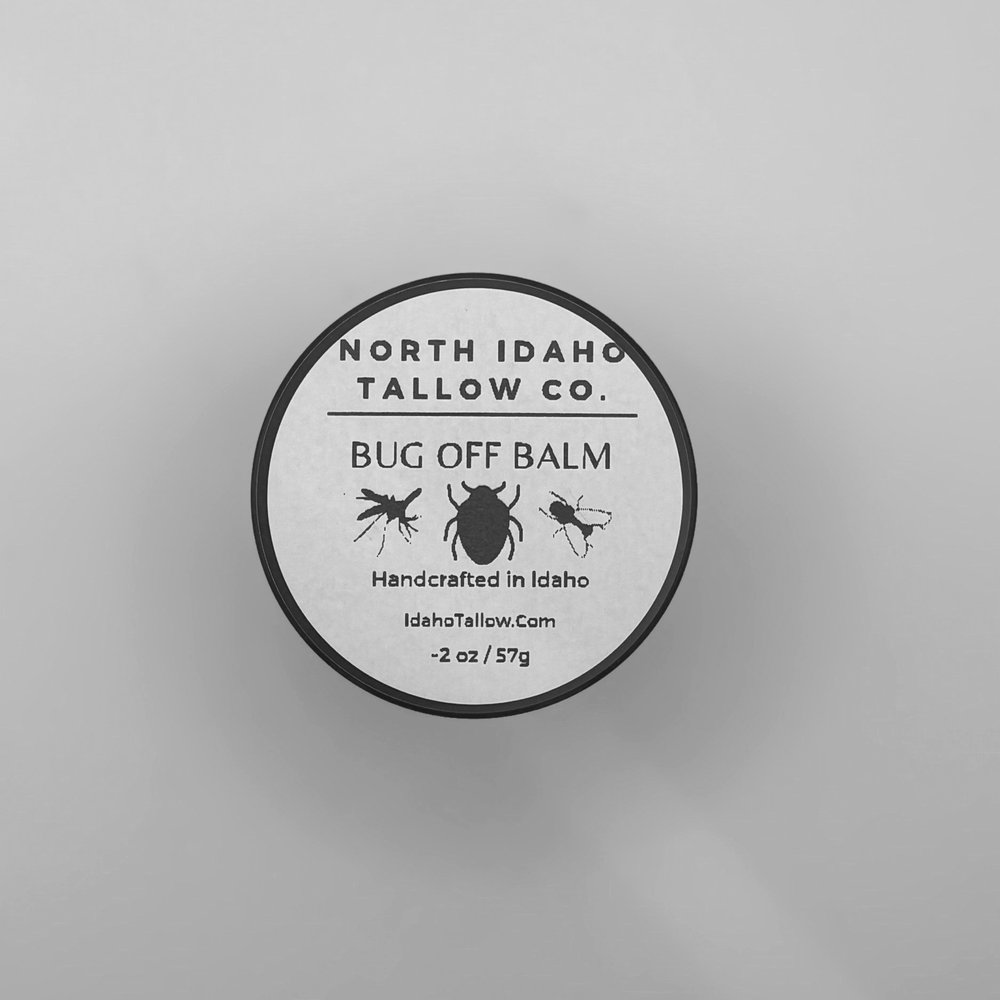 NORTH IDAHO
TALLOW CO.
BUG OFF BALM
Handcrafted in Idaho
IdahoTallow.Com
-2 oz / 57g